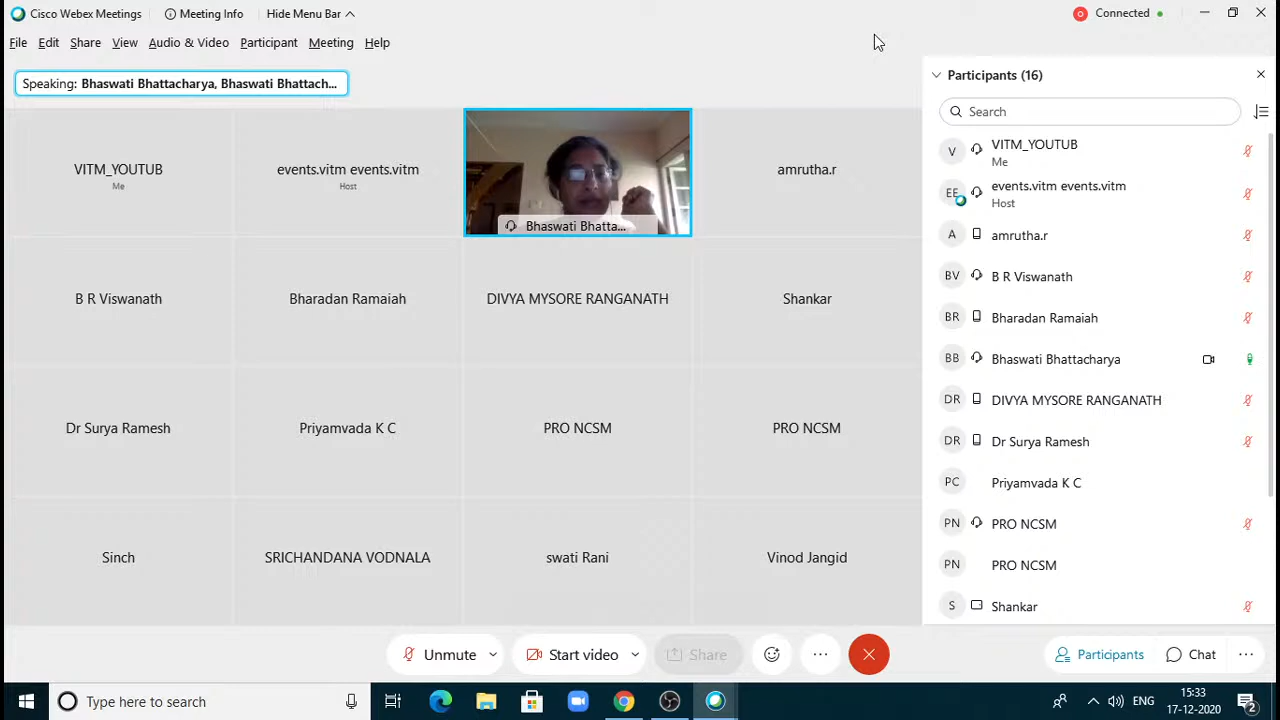 Cisco Webex Meetings
Meeting Info
Hide Menu Bar
Connected
File Edit Share View Audio & Video Participant Meeting Help
Speaking: Bhaswati Bhattacharya, Bhaswati Bhattach...
VITM_YOUTUB
Me
events.vitm events.vitm
Host
Bhaswati Bhatta...
amrutha.r
B R Viswanath
Bharadan Ramaiah
DIVYA MYSORE RANGANATH
Shankar
Dr Surya Ramesh
Priyamvada K C
PRO NCSM
PRO NCSM
Sinch
SRICHANDANA VODNALA
swati Rani
Vinod Jangid
Participants (16)
Search
V VITM_YOUTUB
Me
EE events.vitm events.vitm
Host
A amrutha.r
BV B R Viswanath
BR Bharadan Ramaiah
BB Bhaswati Bhattacharya
DR DIVYA MYSORE RANGANATH
DR Dr Surya Ramesh
PC Priyamvada K C
PN PRO NCSM
PN PRO NCSM
S Shankar
Unmute
Start video
Share
Participants
Chat
Type here to search
ENG
15:33
17-12-2020
2